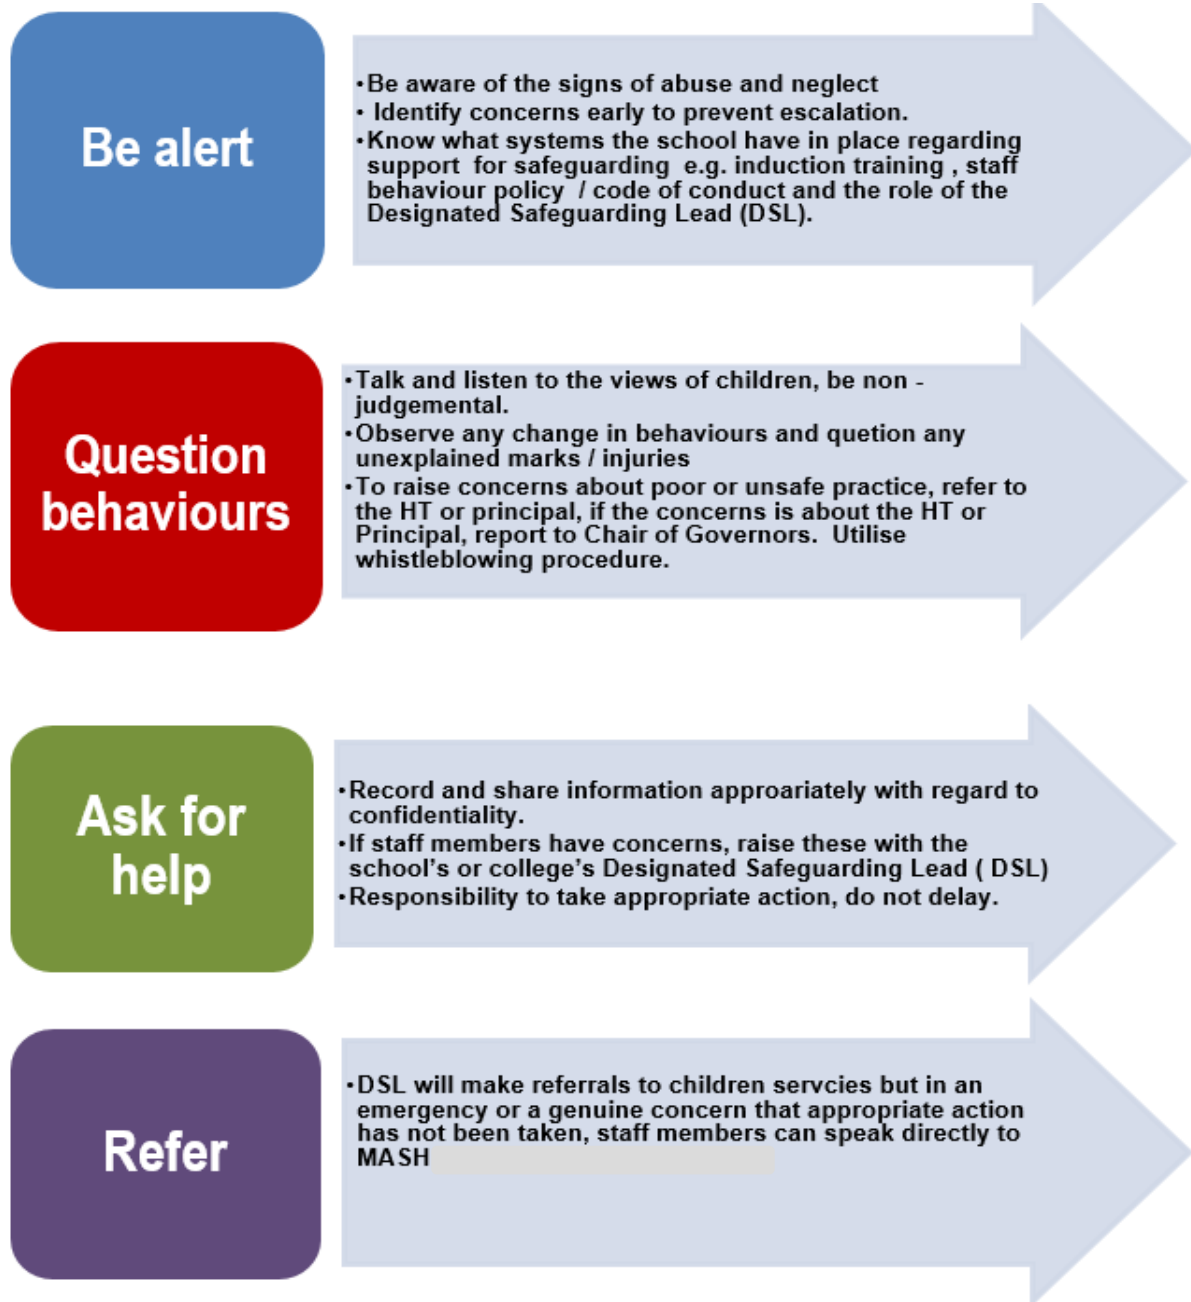 Be alert
•Be aware of the signs of abuse and neglect
• Identify concerns early to prevent escalation.
•Know what systems the school have in place regarding
support for safeguarding e.g. induction training , staff
behaviour policy / code of conduct and the role of the
Designated Safeguarding Lead (DSL).
Question
behaviours
•Talk and listen to the views of children, be non -
judgemental.
•Observe any change in behaviours and quetion any
unexplained marks / injuries
•To raise concerns about poor or unsafe practice, refer to
the HT or principal, if the concerns is about the HT or
Principal, report to Chair of Governors. Utilise
whistleblowing procedure.
Ask for
help
•Record and share information approariately with regard to
confidentiality.
•If staff members have concerns, raise these with the
school’s or college’s Designated Safeguarding Lead ( DSL)
•Responsibility to take appropriate action, do not delay.
Refer
•DSL will make referrals to children servcies but in an
emergency or a genuine concern that appropriate action
has not been taken, staff members can speak directly to
MASH